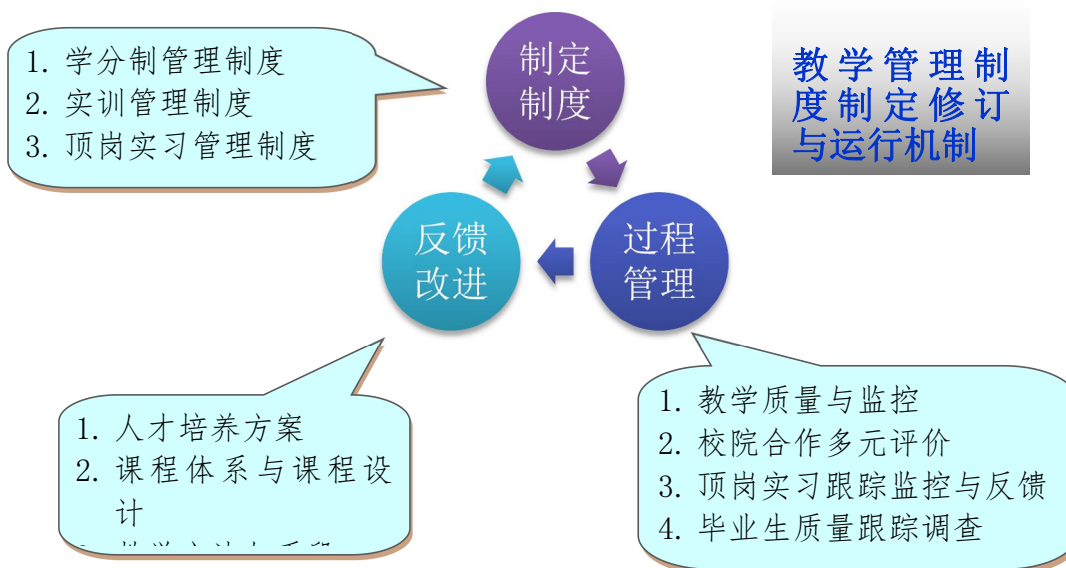 教学管理制
度制定修订
与运行机制
制定
制度
1. 学分制管理制度
2. 实训管理制度
3. 顶岗实习管理制度
过程
管理
1. 教学质量与监控
2. 校院合作多元评价
3. 顶岗实习跟踪监控与反馈
4. 毕业生质量跟踪调查
反馈
改进
1. 人才培养方案
2. 课程体系与课程设
计